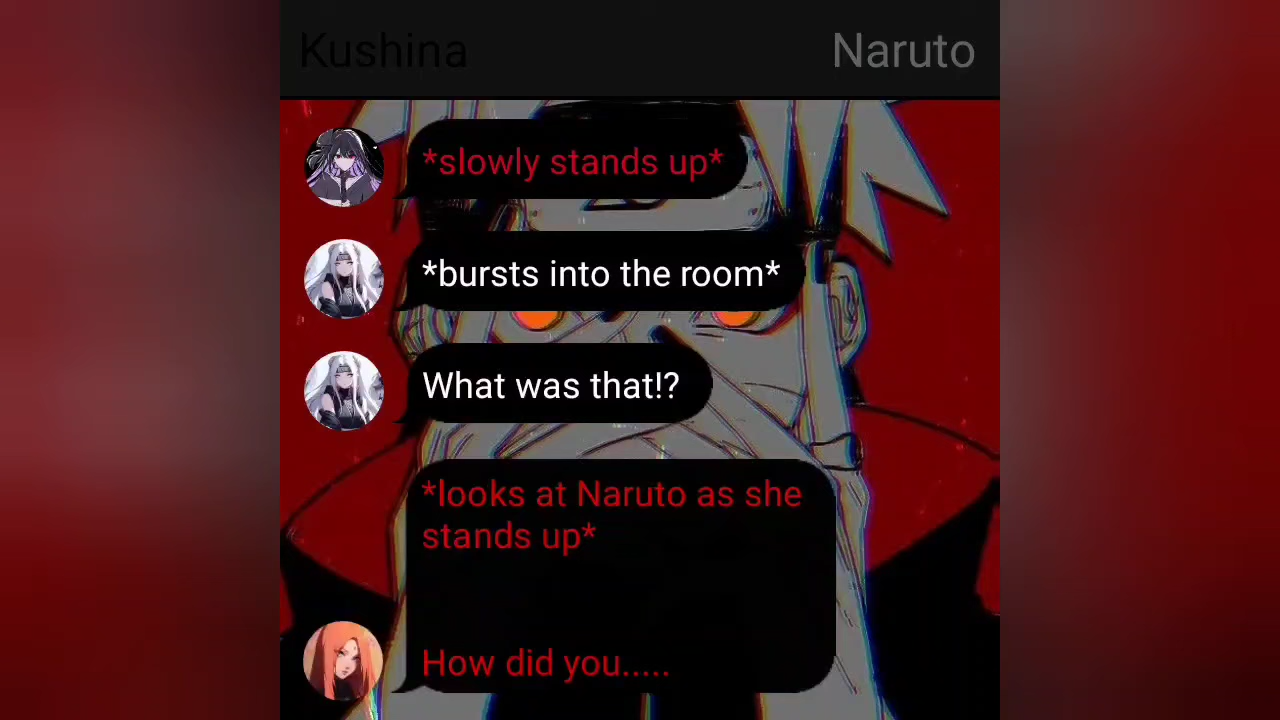 Kushina
Naruto
*slowly stands up*
*bursts into the room*
What was that!?
*looks at Naruto as she
stands up*
How did you.....